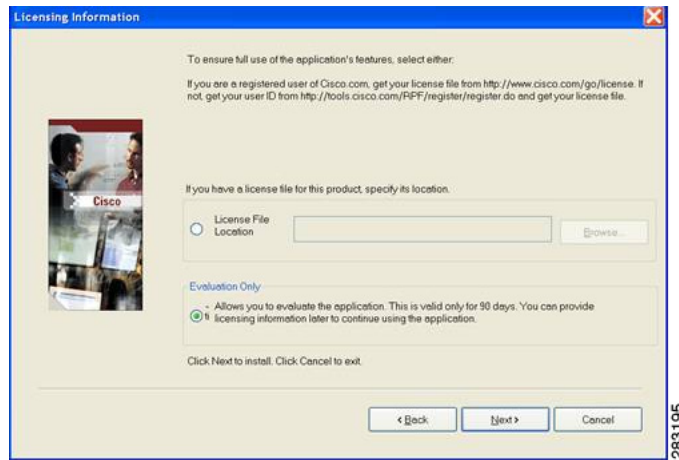 Licensing Information
To ensure full use of the application's features, select either:
If you are a registered user of Cisco.com, get your license file from http://www.cisco.com/go/license. If
not, get your user ID from http://tools.cisco.com/RPF/register/register.do and get your license file.
Cisco
If you have a license file for this product, specify its location.
License File
Location
Browse...
Evaluation Only
- Allows you to evaluate the application. This is valid only for 90 days. You can provide
licensing information later to continue using the application.
Click Next to install. Click Cancel to exit.
< Back
Next >
Cancel
283195